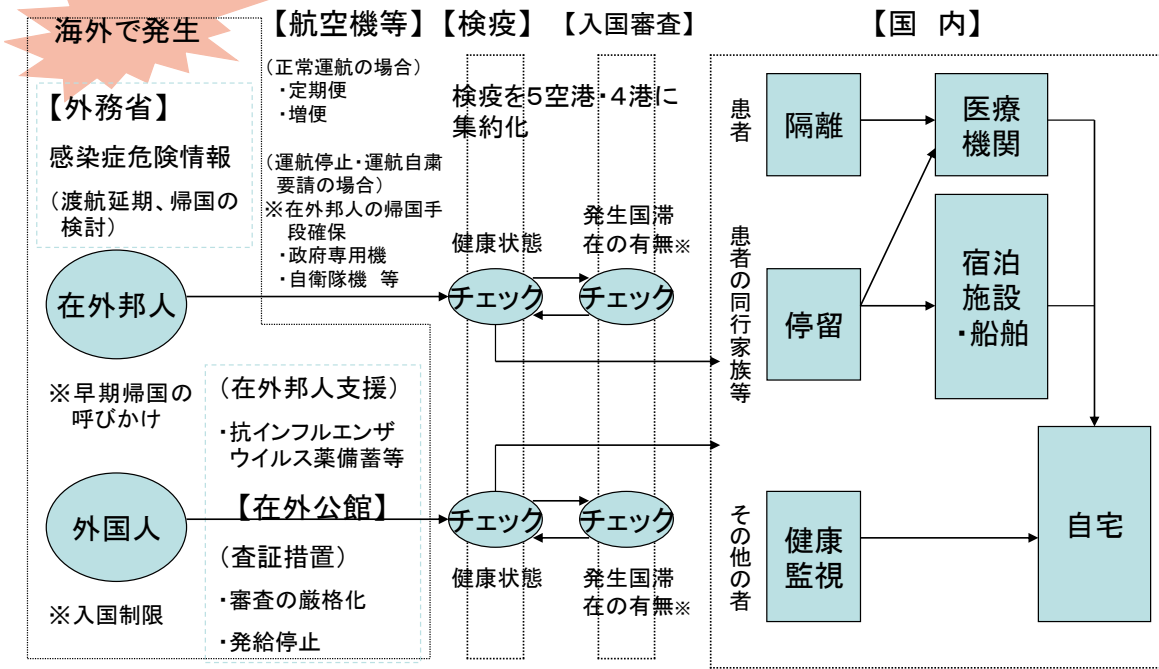 海外で発生
【外務省】
感染症危険情報
(渡航延期、帰国の
検討)
在外邦人
※早期帰国の
呼びかけ
外国人
※入国制限
(在外邦人支援)
・抗インフルエンザ
ウイルス薬備蓄等
【在外公館】
(査証措置)
・審査の厳格化
・発給停止
【航空機等】
(正常運航の場合)
・定期便
・増便
(運航停止・運航自粛
要請の場合)
※在外邦人の帰国手
段確保
・政府専用機
・自衛隊機 等
【検疫】
【入国審査】
検疫を5空港・4港に
集約化
健康状態
発生国滞
在の有無※
チェック
チェック
チェック
チェック
健康状態
発生国滞
在の有無※
【国 内】
患者
隔離
医療
機関
患者の同行家族等
停留
宿泊
施設
・船舶
その他の者
健康
監視
自宅